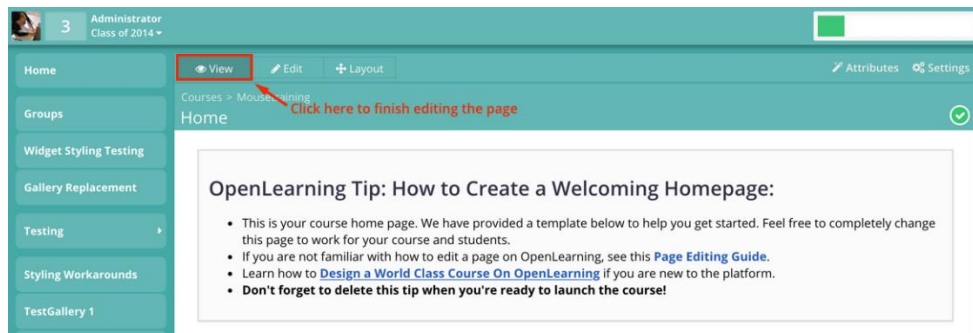 3
Administrator
Class of 2014
Home
Groups
Widget Styling Testing
Gallery Replacement
Testing
Styling Workarounds
TestGallery 1
View
Edit
Layout
Attributes
Settings
Courses > Mousetraining
Click here to finish editing the page
Home
OpenLearning Tip: How to Create a Welcoming Homepage:
• This is your course home page. We have provided a template below to help you get started. Feel free to completely change
this page to work for your course and students.
• If you are not familiar with how to edit a page on OpenLearning, see this Page Editing Guide.
• Learn how to Design a World Class Course On OpenLearning if you are new to the platform.
• Don't forget to delete this tip when you're ready to launch the course!